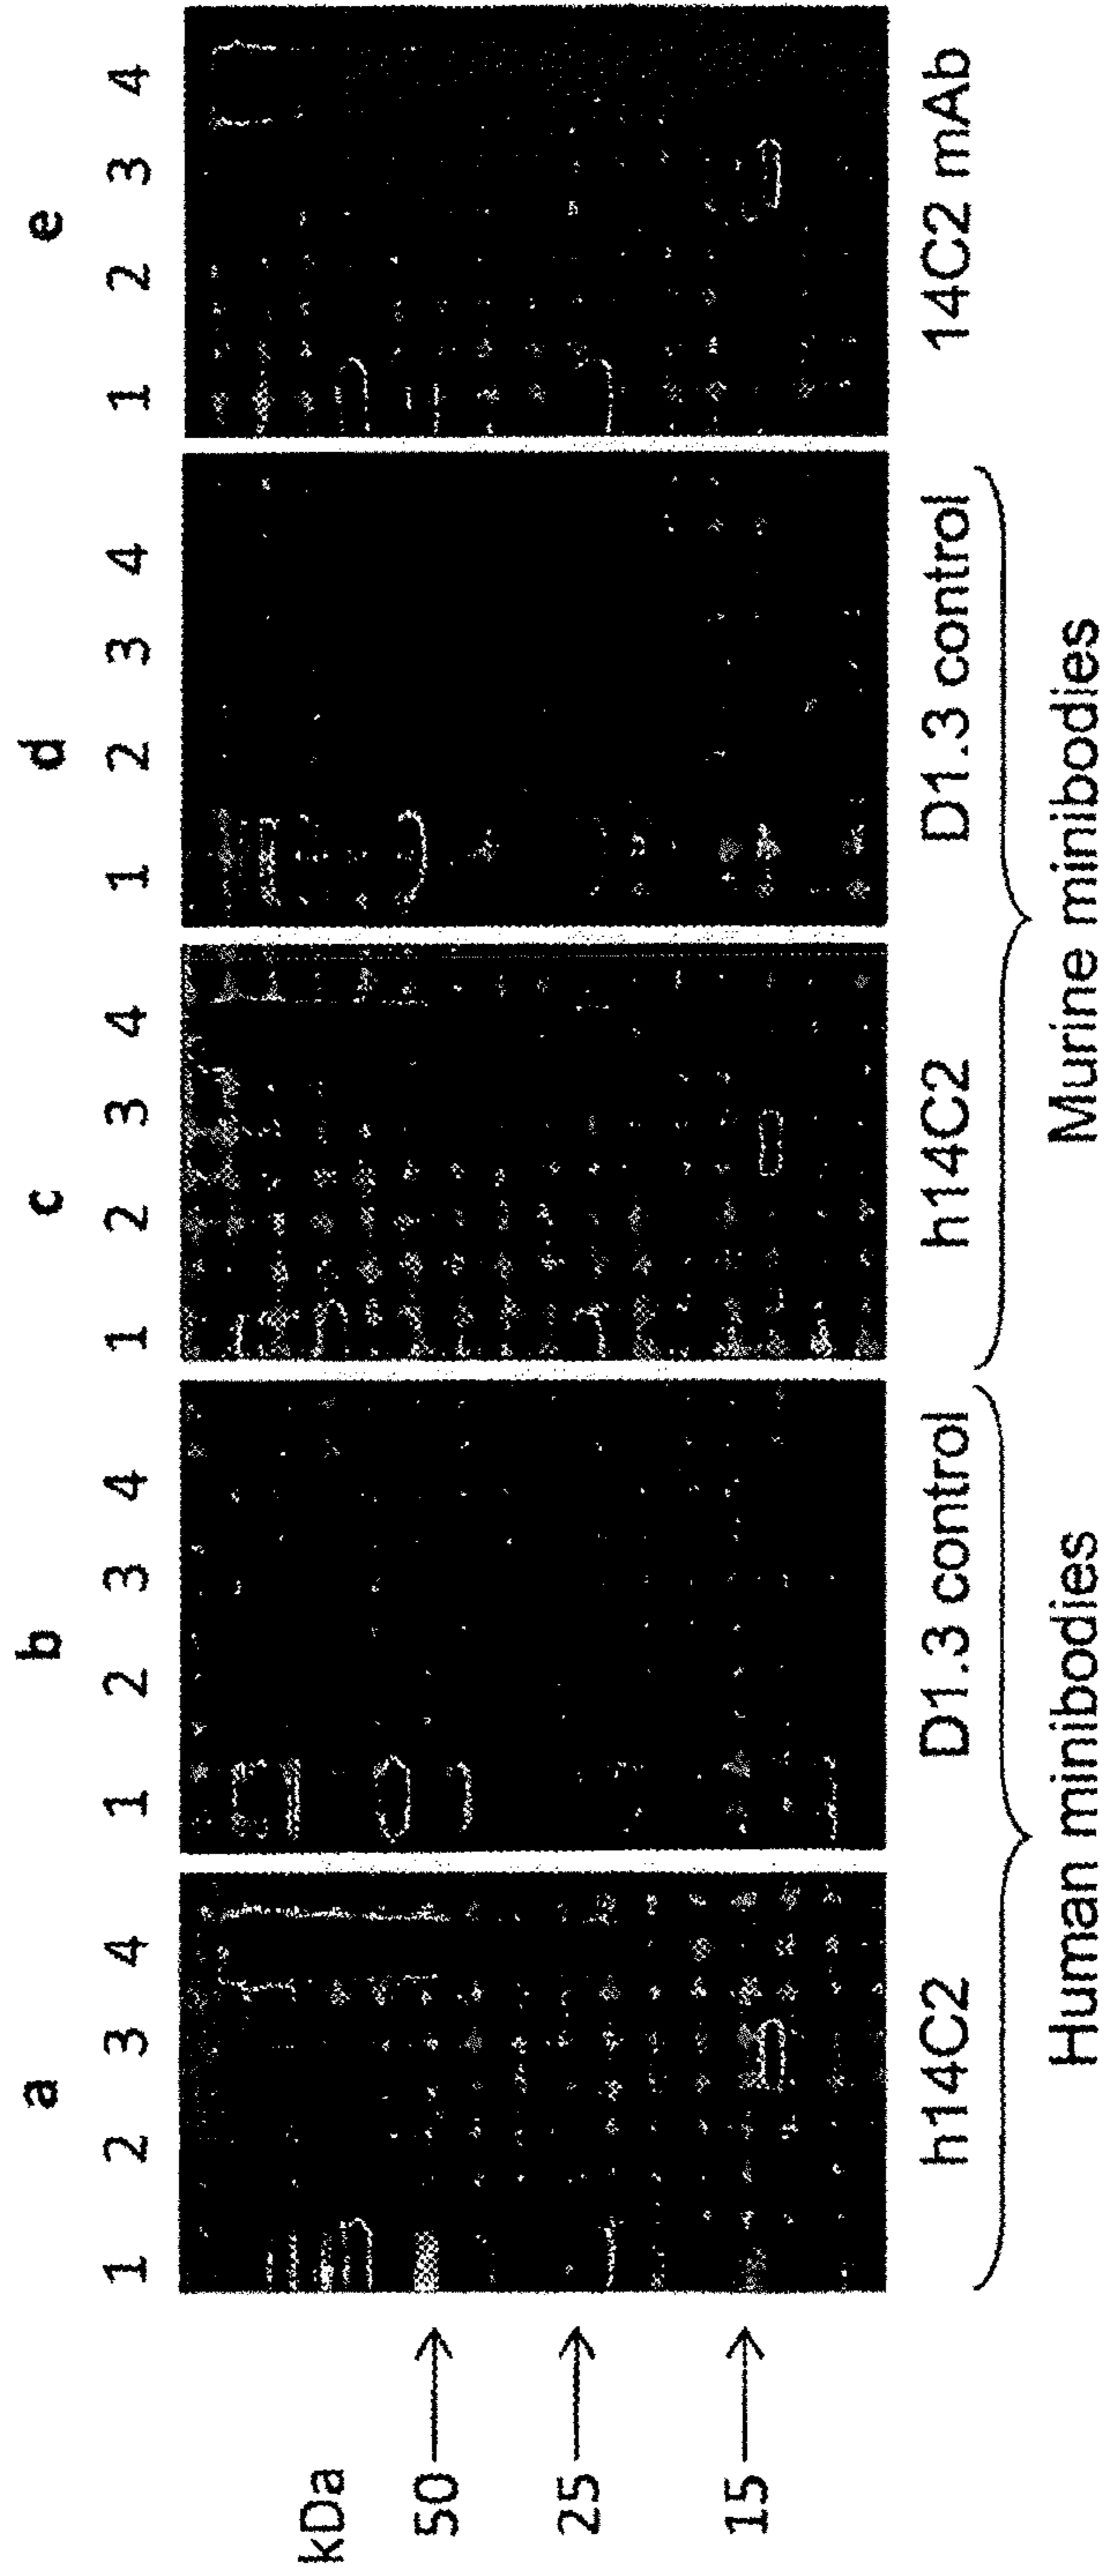 a b c d e
kDa 1 2 3 4 1 2 3 4 1 2 3 4 1 2 3 4 1 2 3 4
50
25
15
h14C2 D1.3 control h14C2 D1.3 control 14C2 mAb
Human minibodies Murine minibodies